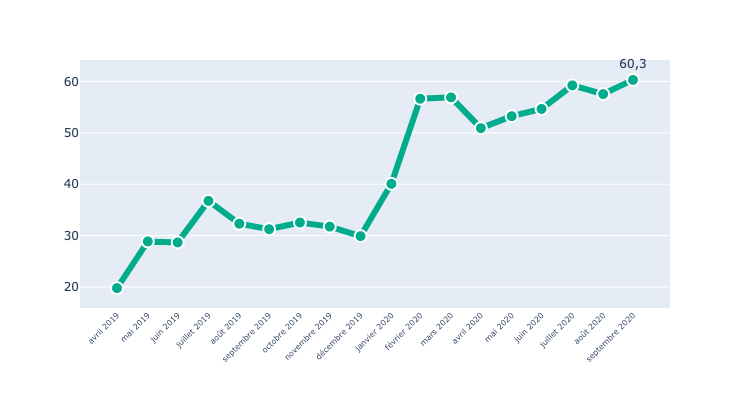 60,3
60
50
40
30
20
avril 2019
mai 2019
juin 2019
juillet 2019
août 2019
septembre 2019
octobre 2019
novembre 2019
décembre 2019
janvier 2020
février 2020
mars 2020
avril 2020
mai 2020
juin 2020
juillet 2020
août 2020
septembre 2020